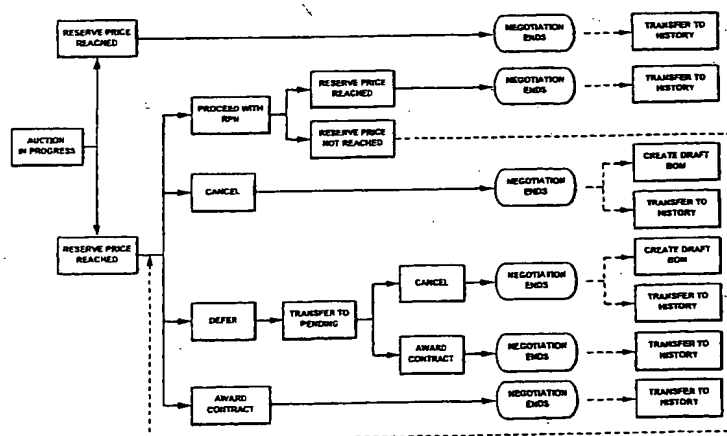 RESERVE PRICE
REACHED
NEGOTIATION
ENDS
TRANSFER TO
HISTORY
PROCEED WITH
RPN
RESERVE PRICE
REACHED
NEGOTIATION
ENDS
TRANSFER TO
HISTORY
RESERVE PRICE
NOT REACHED
AUCTION
IN PROGRESS
CREATE DRAFT
BOM
CANCEL
NEGOTIATION
ENDS
TRANSFER TO
HISTORY
RESERVE PRICE
REACHED
CREATE DRAFT
BOM
CANCEL
NEGOTIATION
ENDS
TRANSFER TO
HISTORY
DEFER
TRANSFER TO
PENDING
AWARD
CONTRACT
NEGOTIATION
ENDS
TRANSFER TO
HISTORY
AWARD
CONTRACT
NEGOTIATION
ENDS
TRANSFER TO
HISTORY